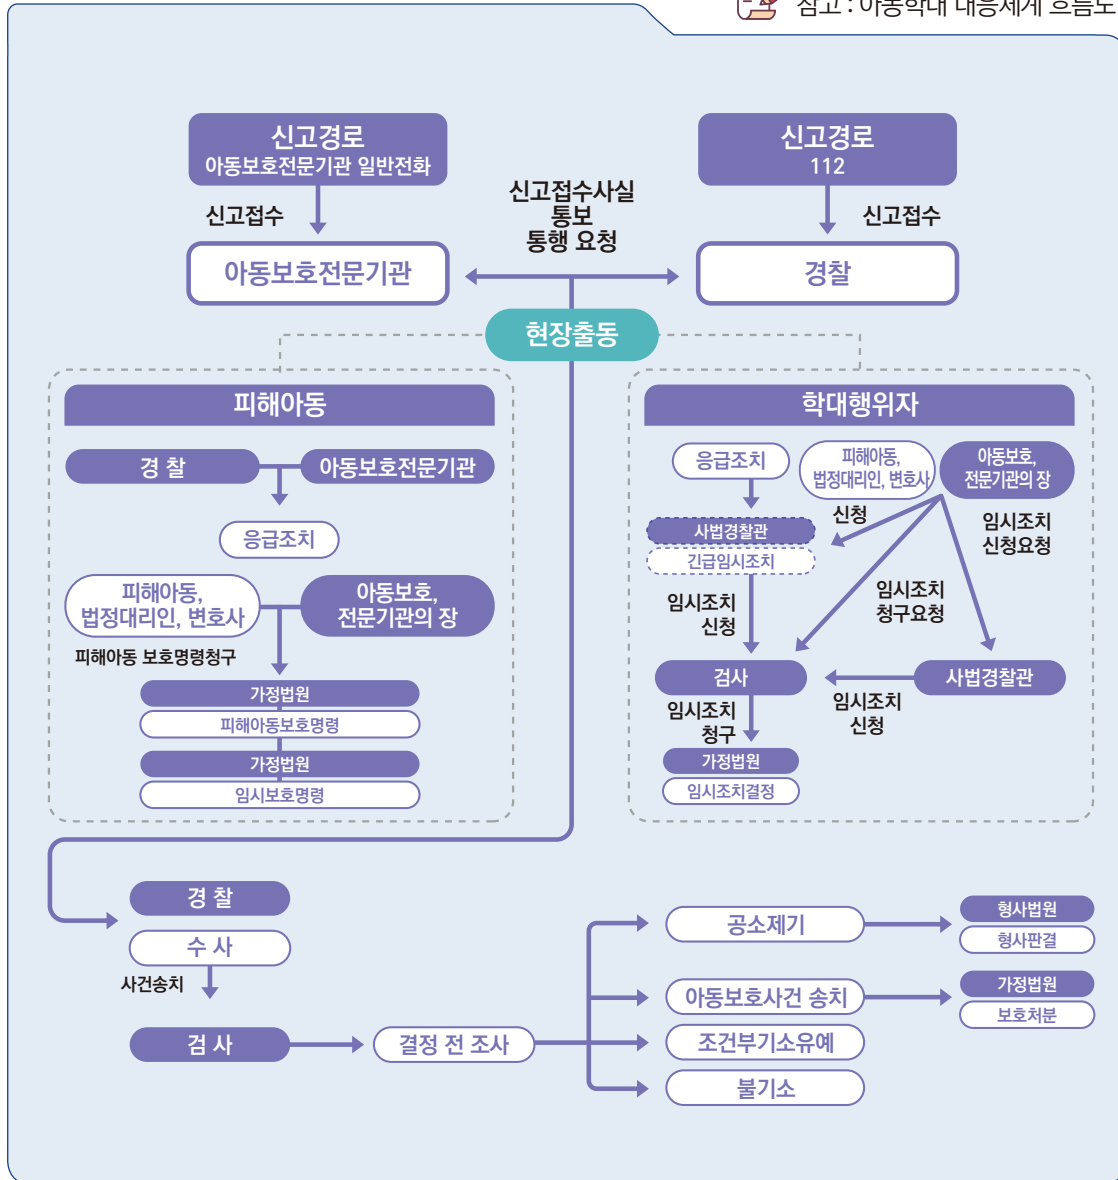 참고 : 아동학대 대응체계 흐름도
신고경로
아동보호전문기관 일반전화
신고경로
112
신고접수
신고접수사실
통보
통행 요청
신고접수
아동보호전문기관
경찰
현장출동
피해아동
경 찰
아동보호전문기관
응급조치
피해아동,
법정대리인, 변호사
아동보호,
전문기관의 장
피해아동 보호명령청구
가정법원
피해아동보호명령
가정법원
임시보호명령
학대행위자
응급조치
피해아동,
법정대리인, 변호사
아동보호,
전문기관의 장
신청
임시조치
신청요청
사법경찰관
긴급임시조치
임시조치
신청
임시조치
청구요청
검사
사법경찰관
임시조치
신청
임시조치
청구
가정법원
임시조치결정
경 찰
수 사
사건송치
검 사
결정 전 조사
공소제기
형사법원
형사판결
아동보호사건 송치
가정법원
보호처분
조건부기소유예
불기소